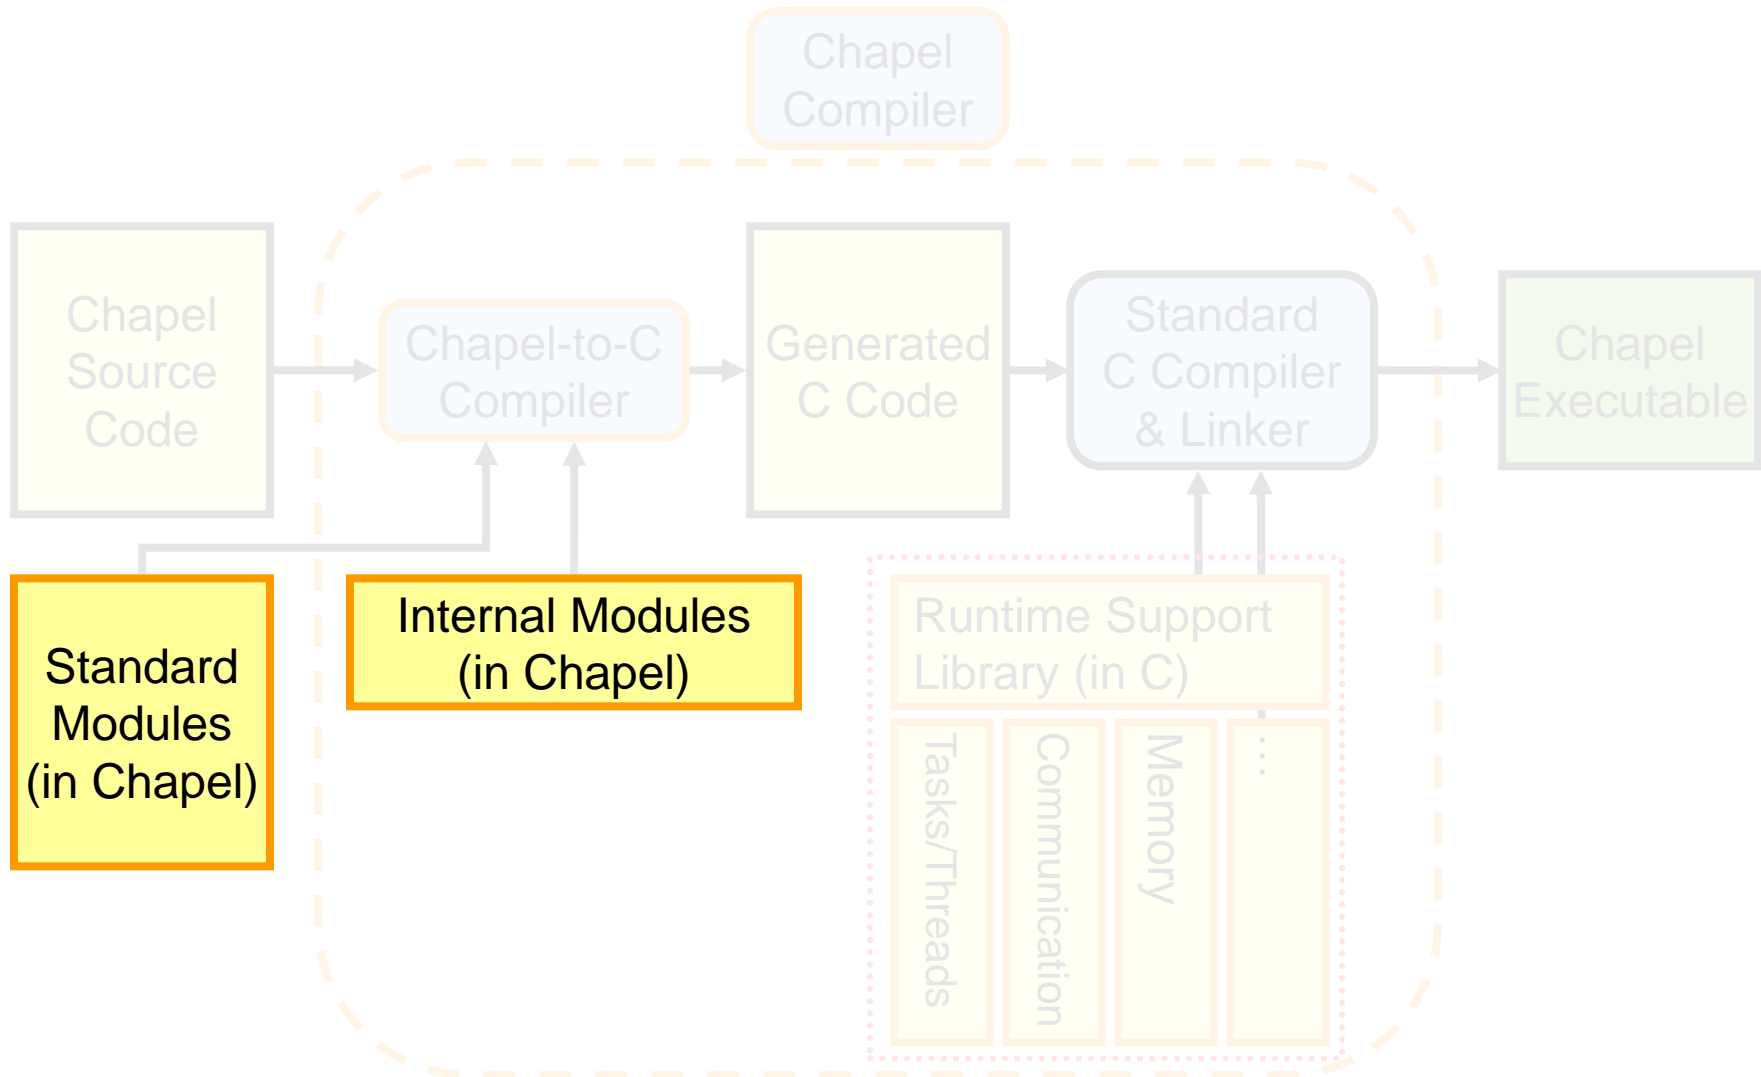 Chapel
Compiler
Chapel
Source
Code
Chapel-to-C
Compiler
Generated
C Code
Standard
C Compiler
& Linker
Chapel
Executable
Standard
Modules
(in Chapel)
Internal Modules
(in Chapel)
Runtime Support
Library (in C)
Tasks/Threads
Communication
Memory
...